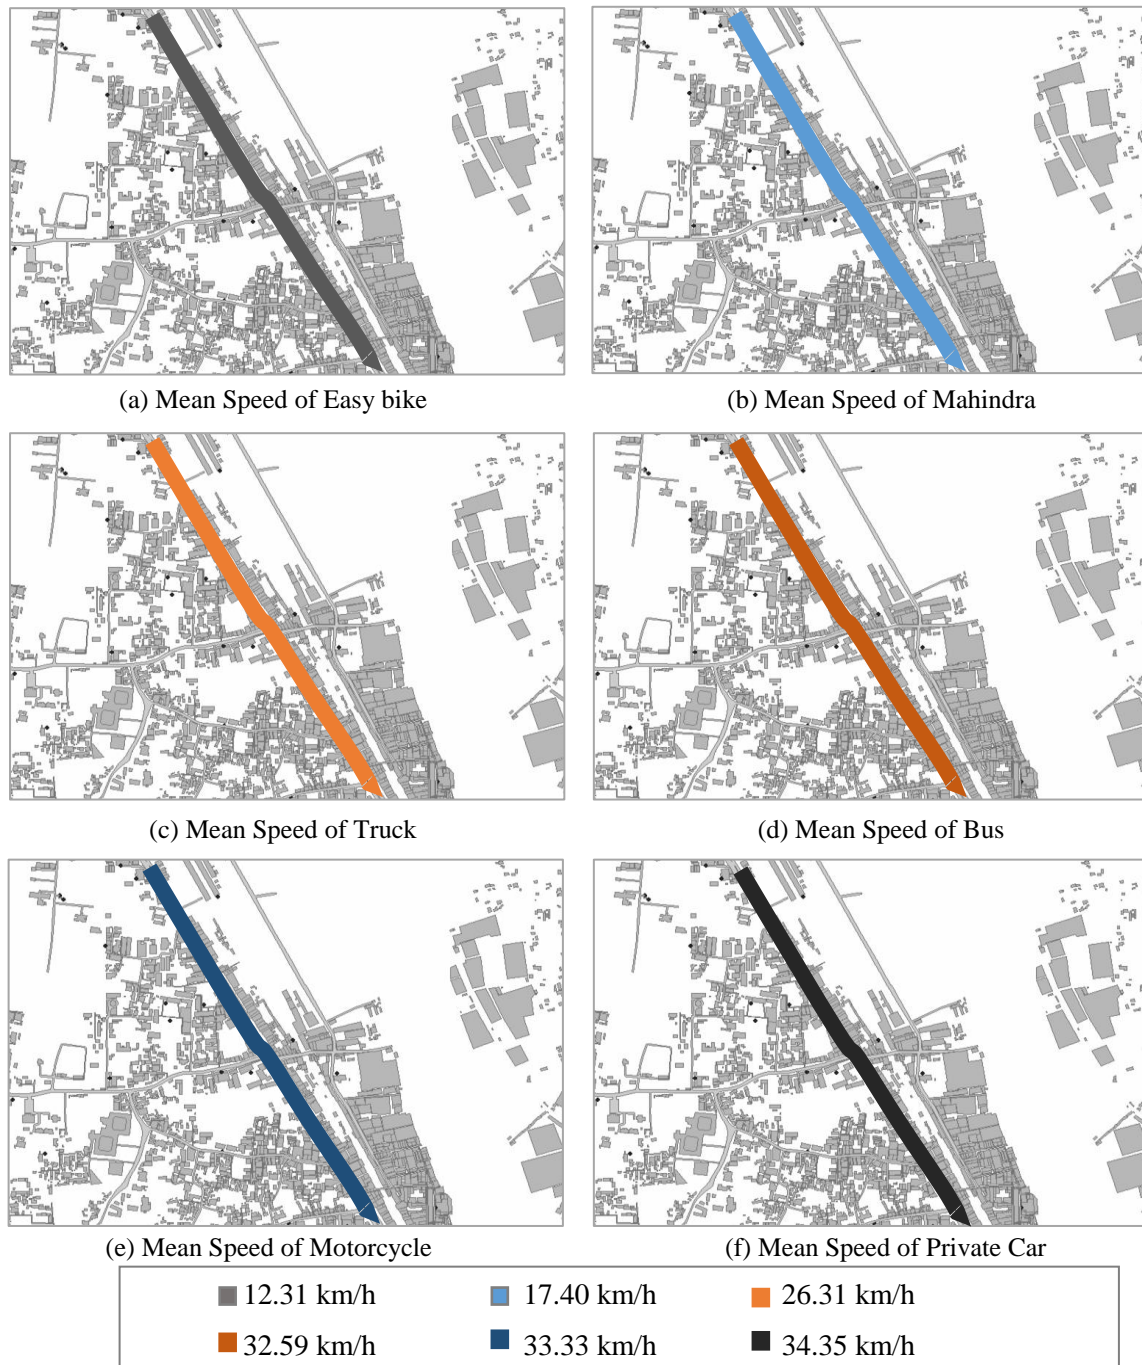 (a) Mean Speed of Easy bike
(b) Mean Speed of Mahindra
(c) Mean Speed of Truck
(d) Mean Speed of Bus
(e) Mean Speed of Motorcycle
(f) Mean Speed of Private Car
12.31 km/h
17.40 km/h
26.31 km/h
32.59 km/h
33.33 km/h
34.35 km/h